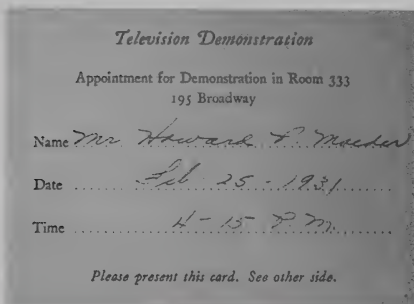 Television Demonstration
Appointment for Demonstration in Room 333
195 Broadway
Name Mr Howard P. Moeder
Date Feb 25 - 1931
Time 4 - 15 P. M.
Please present this card. See other side.